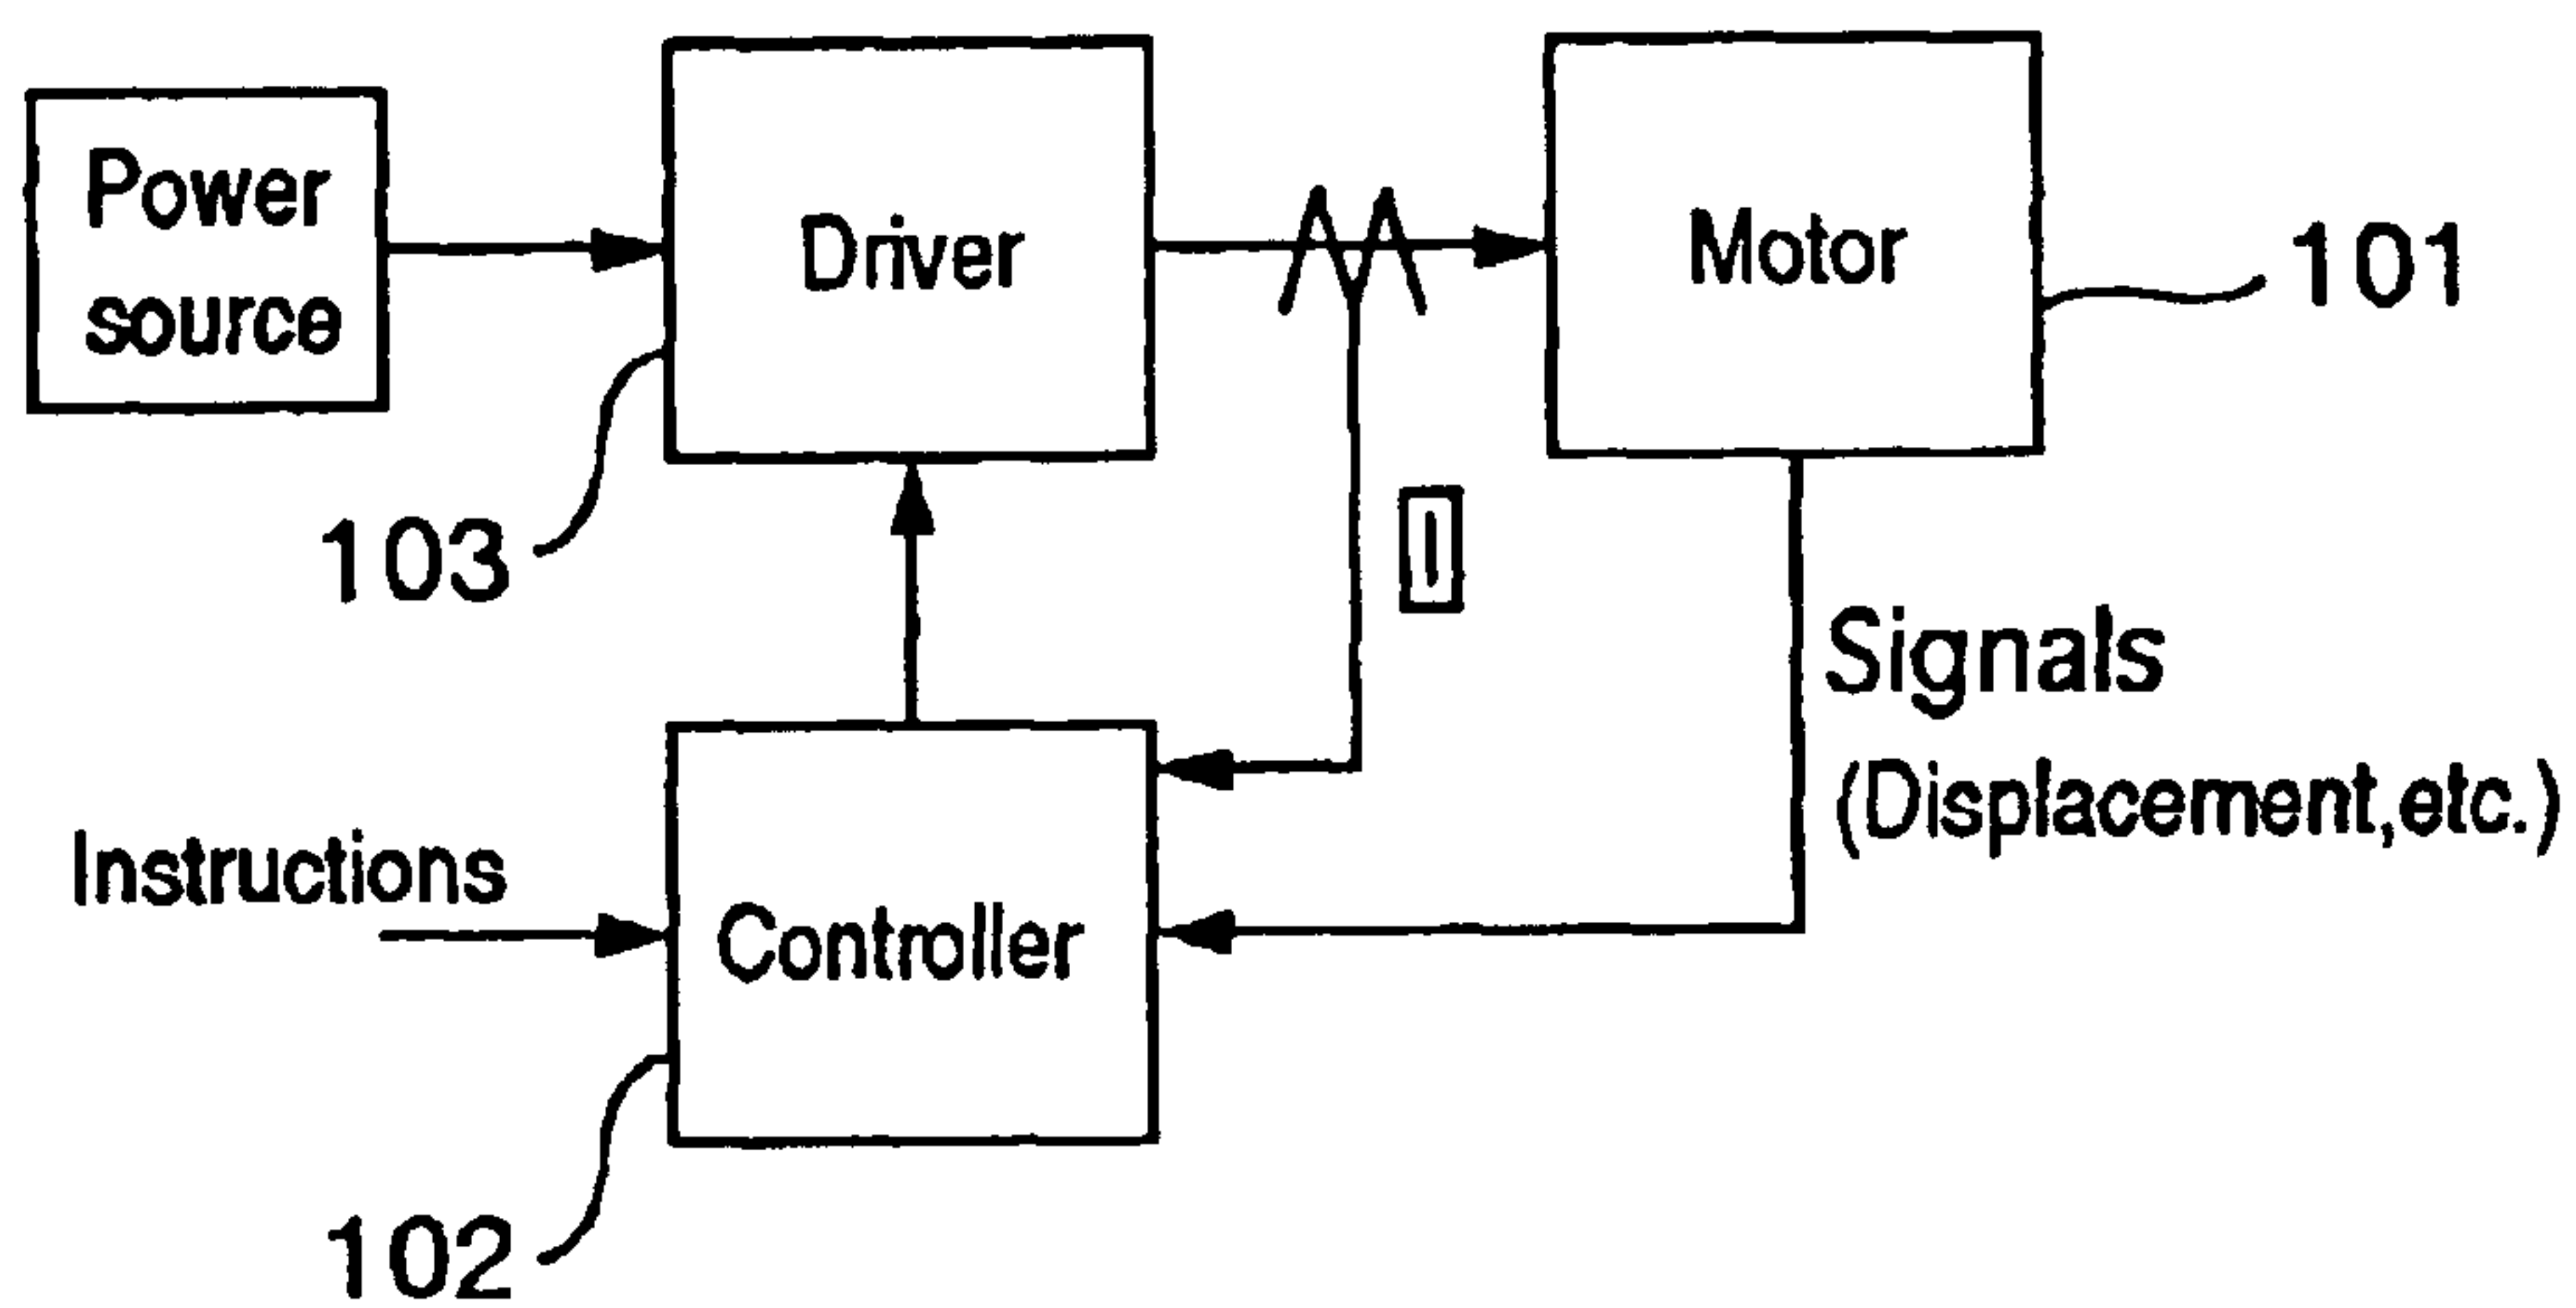 Power
source
Driver
Motor
101
103
Signals
(Displacement,etc.)
Instructions
Controller
102